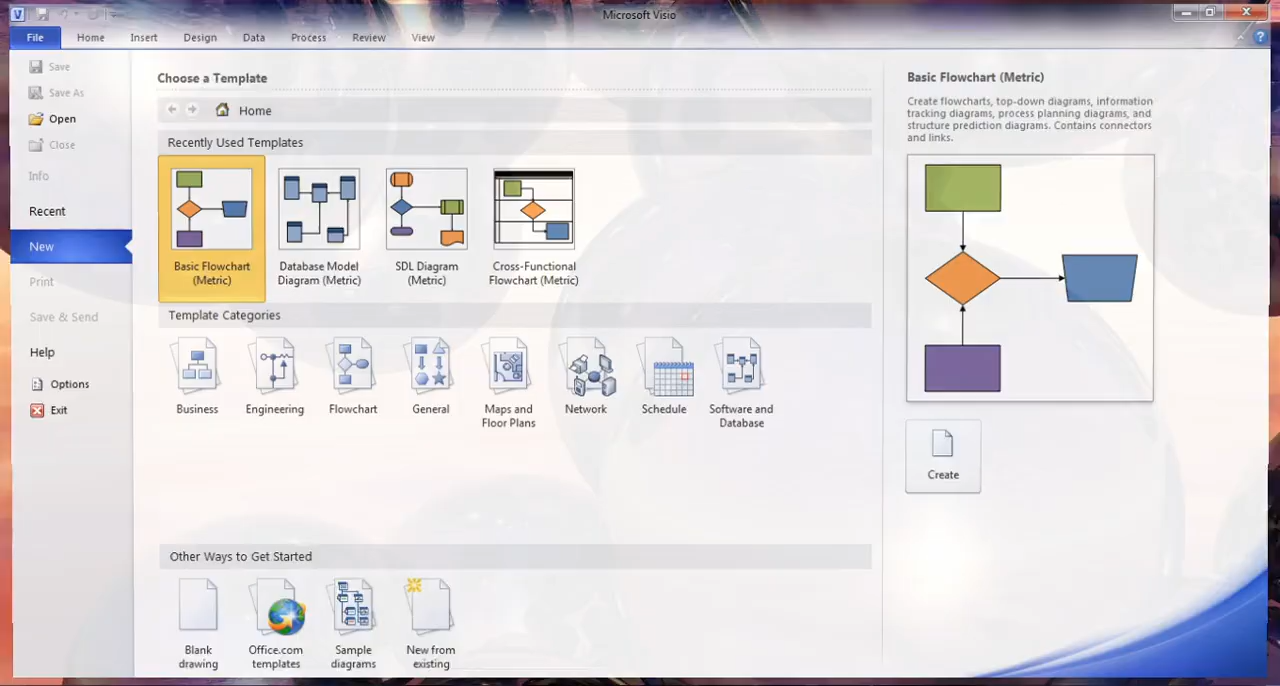 Microsoft Visio
File Home Insert Design Data Process Review View
Save
Save As
Open
Close
Info
Recent
New
Print
Save & Send
Help
Options
Exit
Choose a Template
Home
Recently Used Templates
Basic Flowchart (Metric)
Database Model Diagram (Metric)
SDL Diagram (Metric)
Cross-Functional Flowchart (Metric)
Template Categories
Business
Engineering
Flowchart
General
Maps and Floor Plans
Network
Schedule
Software and Database
Other Ways to Get Started
Blank drawing
Office.com templates
Sample diagrams
New from existing
Basic Flowchart (Metric)
Create flowcharts, top-down diagrams, information
tracking diagrams, process planning diagrams, and
structure prediction diagrams. Contains connectors
and links.
Create